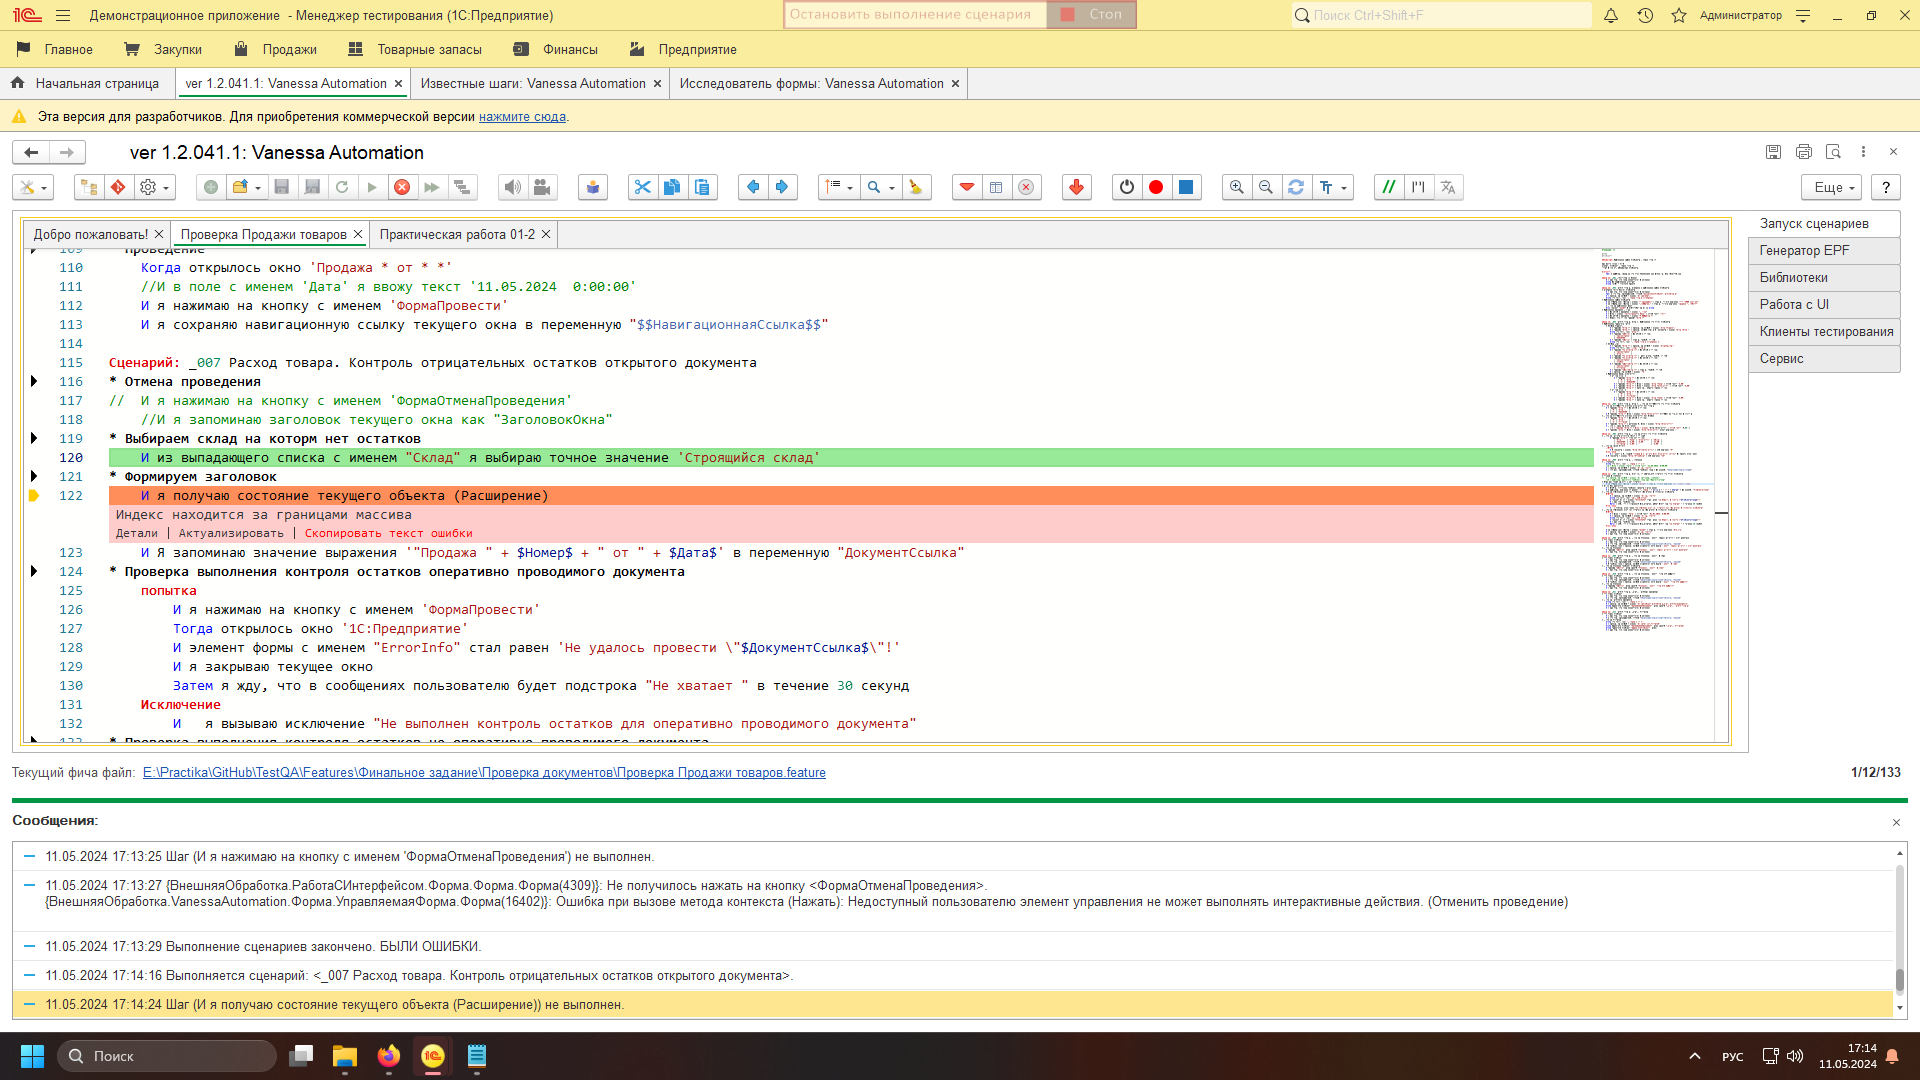 Демонстрационное приложение - Менеджер тестирования (1С:Предприятие)
Остановить выполнение сценария
Стоп
Поиск Ctrl+Shift+F
Администратор
Главное
Закупки
Продажи
Товарные запасы
Финансы
Предприятие
Начальная страница
ver 1.2.041.1: Vanessa Automation
Известные шаги: Vanessa Automation
Исследователь формы: Vanessa Automation
Эта версия для разработчиков. Для приобретения коммерческой версии нажмите сюда.
ver 1.2.041.1: Vanessa Automation
Еще
?
Добро пожаловать!
Проверка Продажи товаров
Практическая работа 01-2
Запуск сценариев
Генератор EPF
Библиотеки
Работа с UI
Клиенты тестирования
Сервис
109 Проведение
110 Когда открылось окно 'Продажа * от * *'
111 //И в поле с именем 'Дата' я ввожу текст '11.05.2024  0:00:00'
112 И я нажимаю на кнопку с именем 'ФормаПровести'
113 И я сохраняю навигационную ссылку текущего окна в переменную "$$НавигационнаяСсылка$$"
114
115 Сценарий: _007 Расход товара. Контроль отрицательных остатков открытого документа
116 * Отмена проведения
117 //  И я нажимаю на кнопку с именем 'ФормаОтменаПроведения'
118 //И я запоминаю заголовок текущего окна как "ЗаголовокОкна"
119 * Выбираем склад на котором нет остатков
120 И из выпадающего списка с именем "Склад" я выбираю точное значение 'Строящийся склад'
121 * Формируем заголовок
122 И я получаю состояние текущего объекта (Расширение)
Индекс находится за границами массива
Детали | Актуализировать | Скопировать текст ошибки
123 И Я запоминаю значение выражения '"Продажа " + $Номер$ + " от " + $Дата$' в переменную "ДокументСсылка"
124 * Проверка выполнения контроля остатков оперативно проводимого документа
125 попытка
126 И я нажимаю на кнопку с именем 'ФормаПровести'
127 Тогда открылось окно '1С:Предприятие'
128 И элемент формы с именем "ErrorInfo" стал равен 'Не удалось провести \"$ДокументСсылка$\"!'
129 И я закрываю текущее окно
130 Затем я жду, что в сообщениях пользователю будет подстрока "Не хватает " в течение 30 секунд
131 Исключение
132 И   я вызываю исключение "Не выполнен контроль остатков для оперативно проводимого документа"
133 * Проверка выполнения контроля остатков не оперативно проводимого документа
Текущий фича файл: E:\Practika\GitHub\TestQA\Features\Финальное задание\Проверка документов\Проверка Продажи товаров.feature
1/12/133
Сообщения:
11.05.2024 17:13:25 Шаг (И я нажимаю на кнопку с именем 'ФормаОтменаПроведения') не выполнен.
11.05.2024 17:13:27 {ВнешняяОбработка.РаботаСИнтерфейсом.Форма.Форма.Форма(4309)}: Не получилось нажать на кнопку <ФормаОтменаПроведения>.
{ВнешняяОбработка.VanessaAutomation.Форма.УправляемаяФорма.Форма(16402)}: Ошибка при вызове метода контекста (Нажать): Недоступный пользователю элемент управления не может выполнять интерактивные действия. (Отменить проведение)
11.05.2024 17:13:29 Выполнение сценариев закончено. БЫЛИ ОШИБКИ.
11.05.2024 17:14:16 Выполняется сценарий: <_007 Расход товара. Контроль отрицательных остатков открытого документа>.
11.05.2024 17:14:24 Шаг (И я получаю состояние текущего объекта (Расширение)) не выполнен.
Поиск
РУС
17:14
11.05.2024